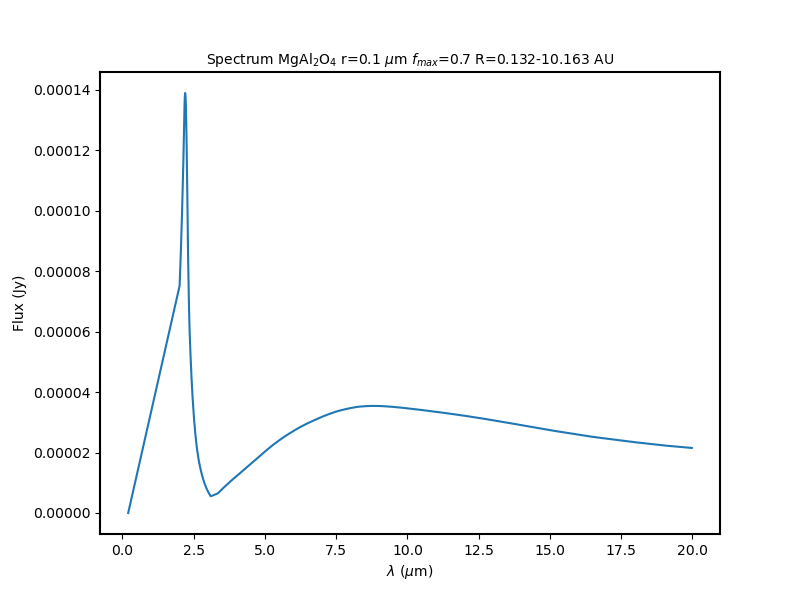 Spectrum MgAl₂O₄ r=0.1 μm f_max=0.7 R=0.132-10.163 AU
0.00014
0.00012
0.00010
0.00008
0.00006
0.00004
0.00002
0.00000
Flux (Jy)
0.0 2.5 5.0 7.5 10.0 12.5 15.0 17.5 20.0
λ (μm)